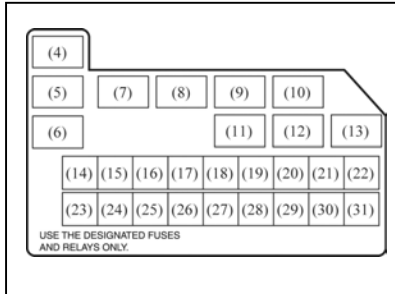 (4)
(5) (7) (8) (9) (10)
(6) (11) (12) (13)
(14) (15) (16) (17) (18) (19) (20) (21) (22)
(23) (24) (25) (26) (27) (28) (29) (30) (31)
USE THE DESIGNATED FUSES
AND RELAYS ONLY.